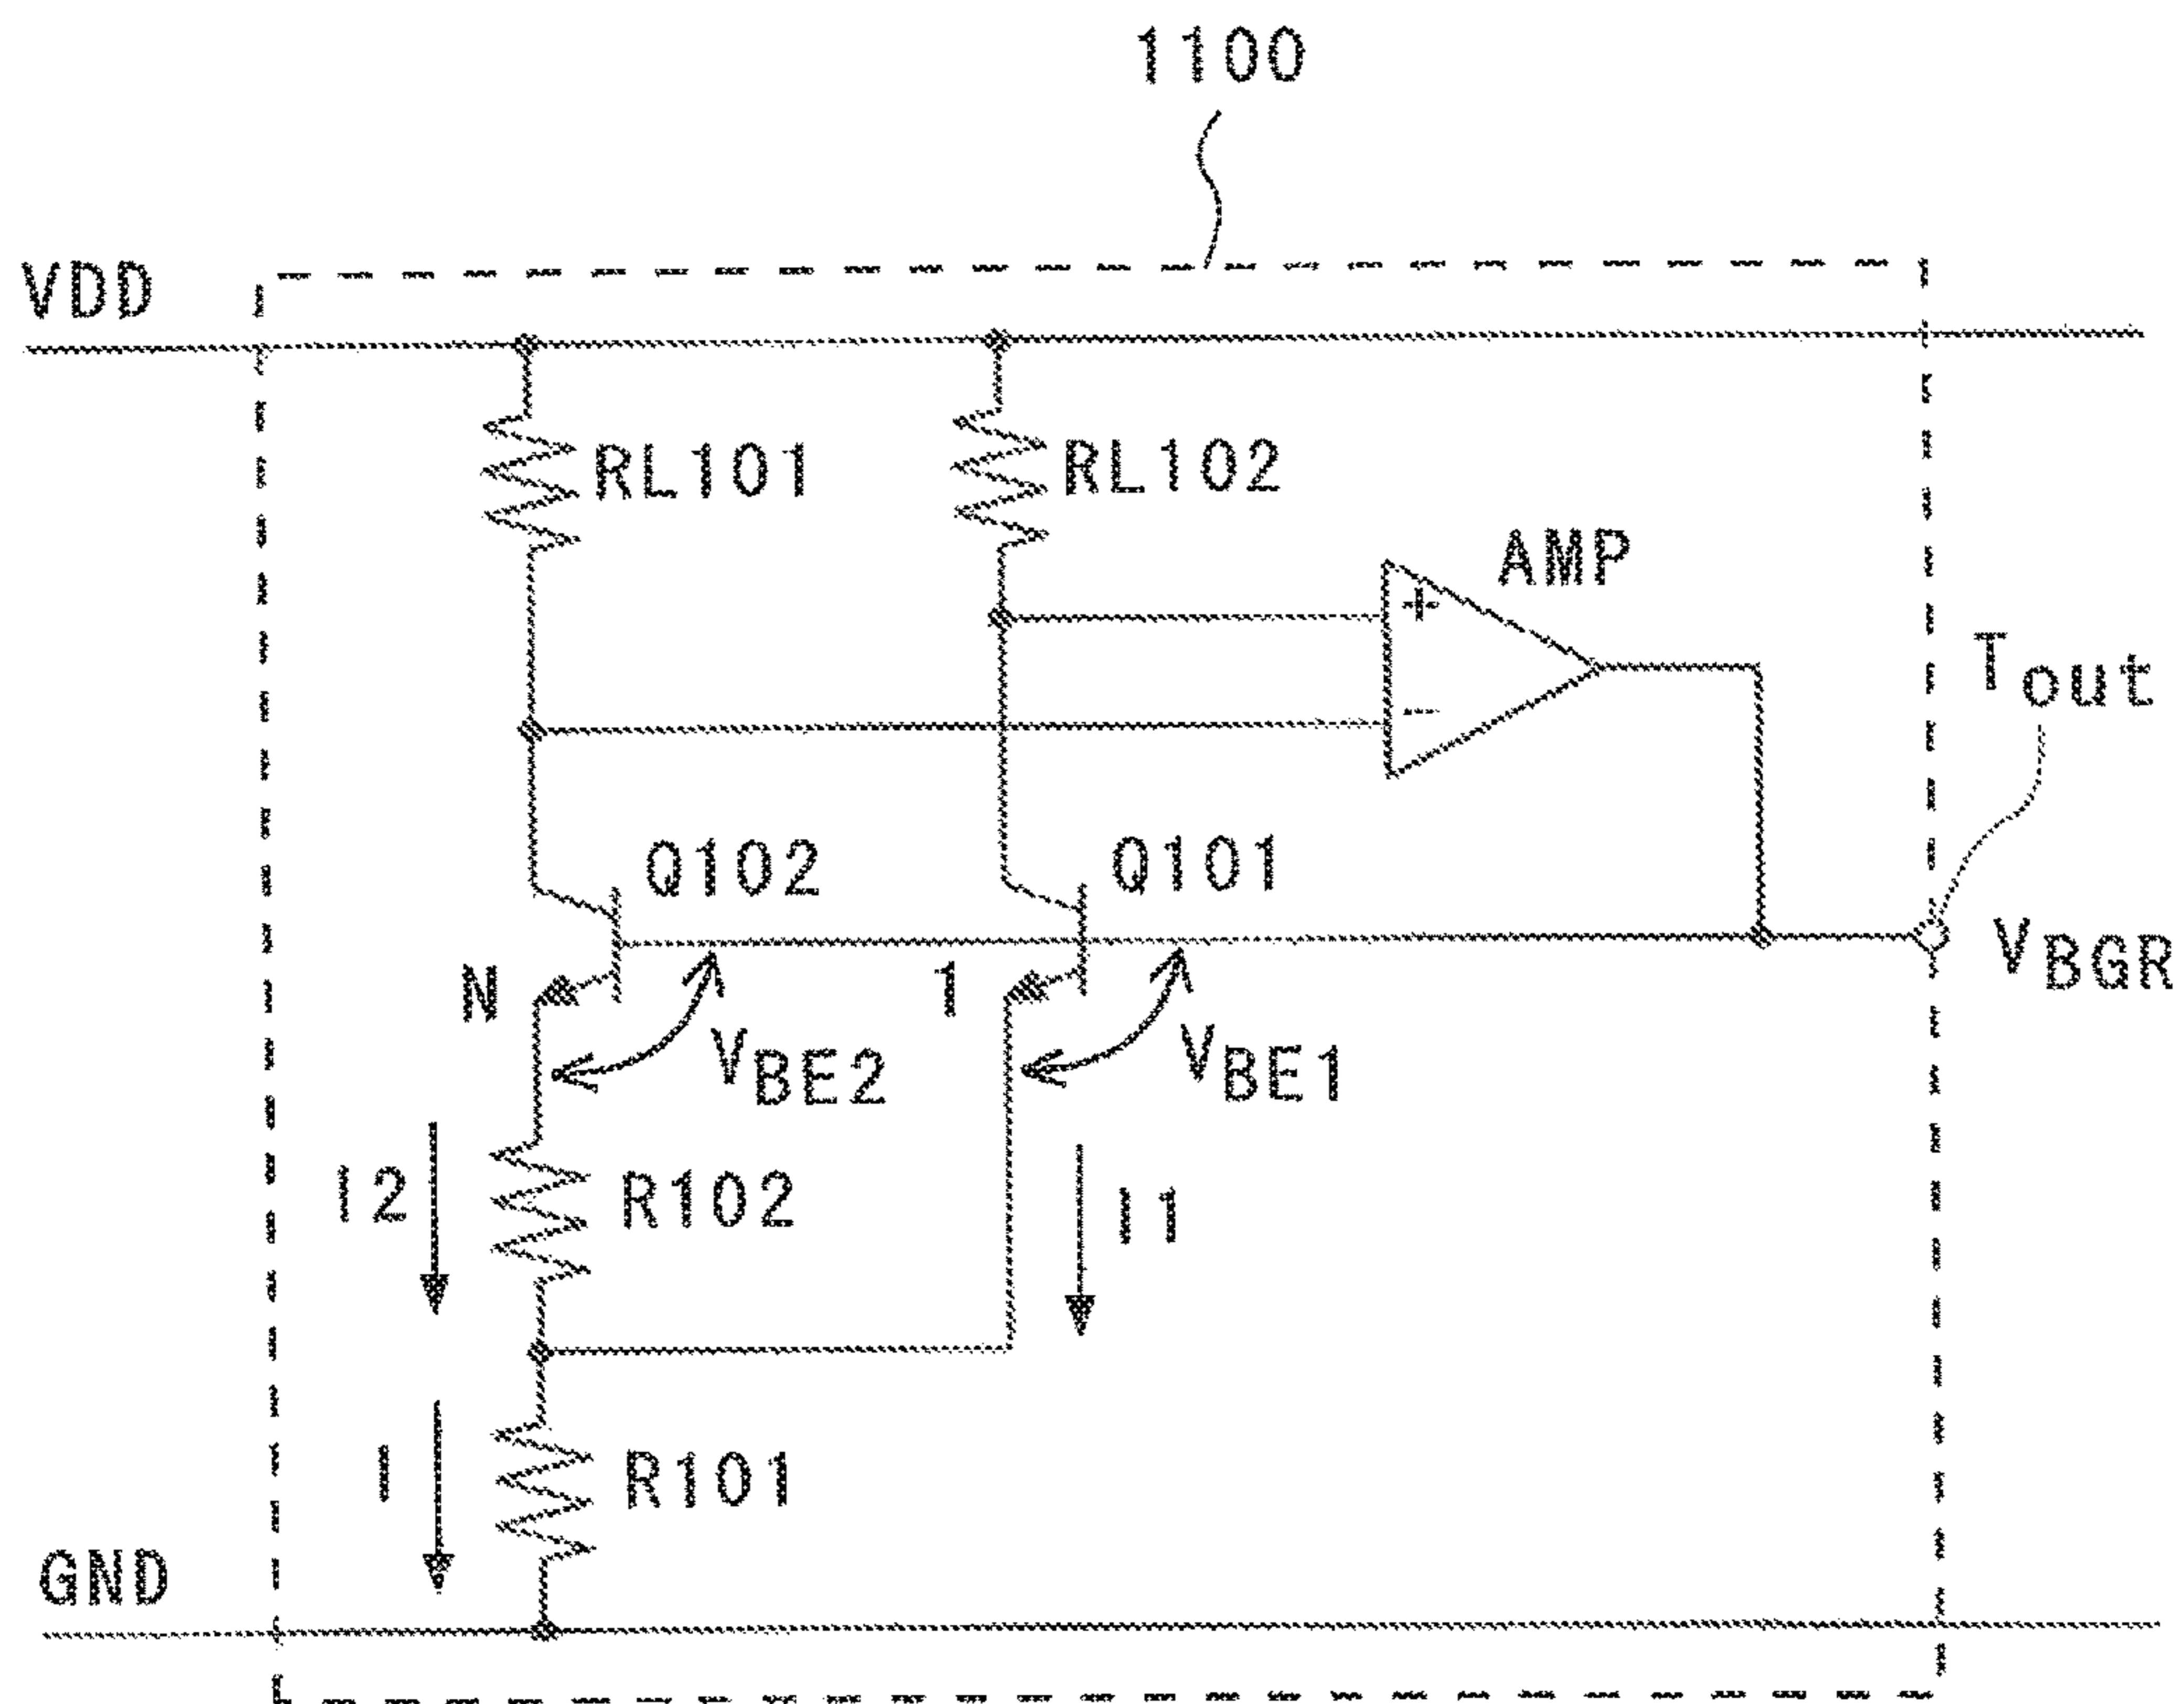 1100
VDD
RL101
RL102
AMP
+
-
Tout
Q102
Q101
N
1
VBGR
VBE2
VBE1
I2
R102
I1
I
R101
GND